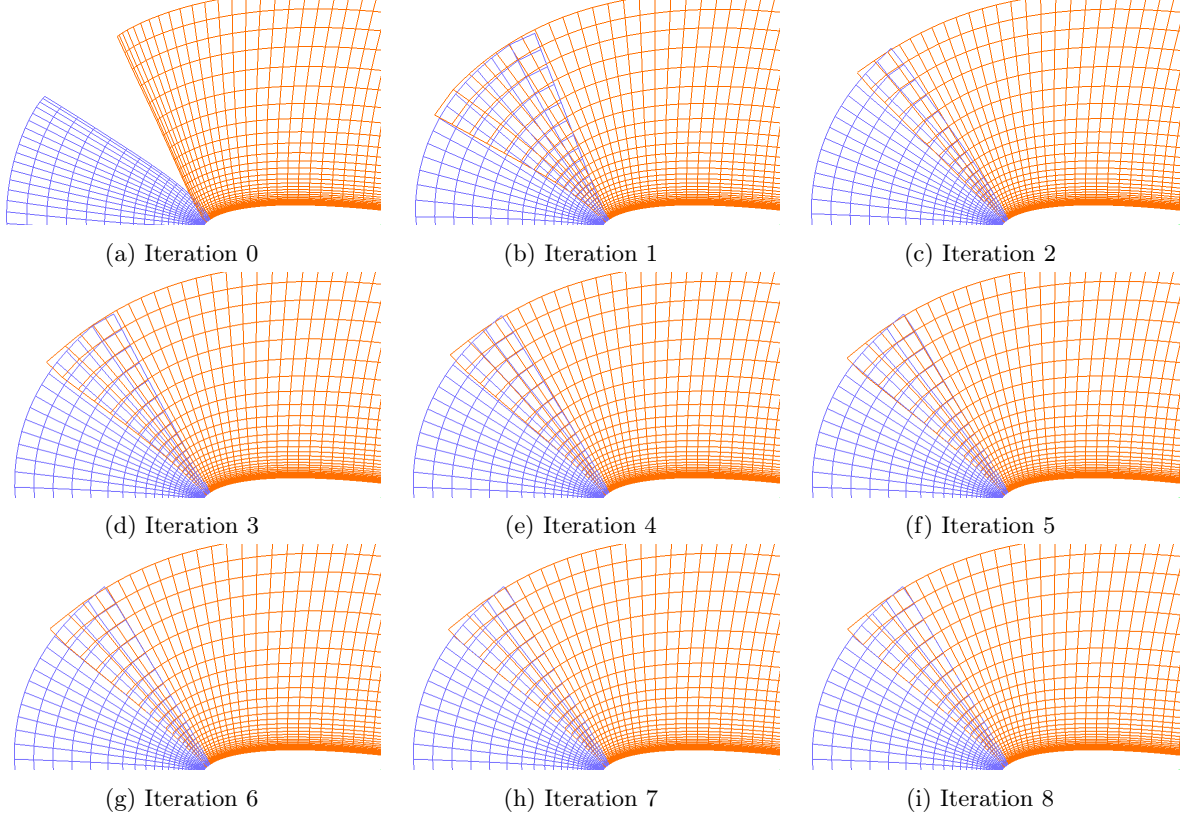 (a) Iteration 0
(b) Iteration 1
(c) Iteration 2
(d) Iteration 3
(e) Iteration 4
(f) Iteration 5
(g) Iteration 6
(h) Iteration 7
(i) Iteration 8